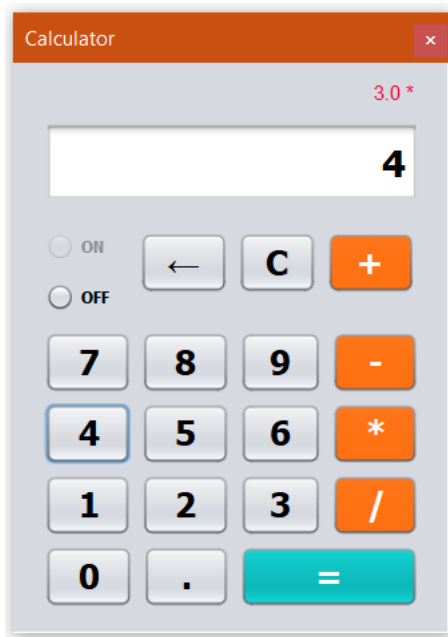 Calculator ×
3.0 *
4
ON
← C +
OFF
7 8 9 -
4 5 6 *
1 2 3 /
0 . =